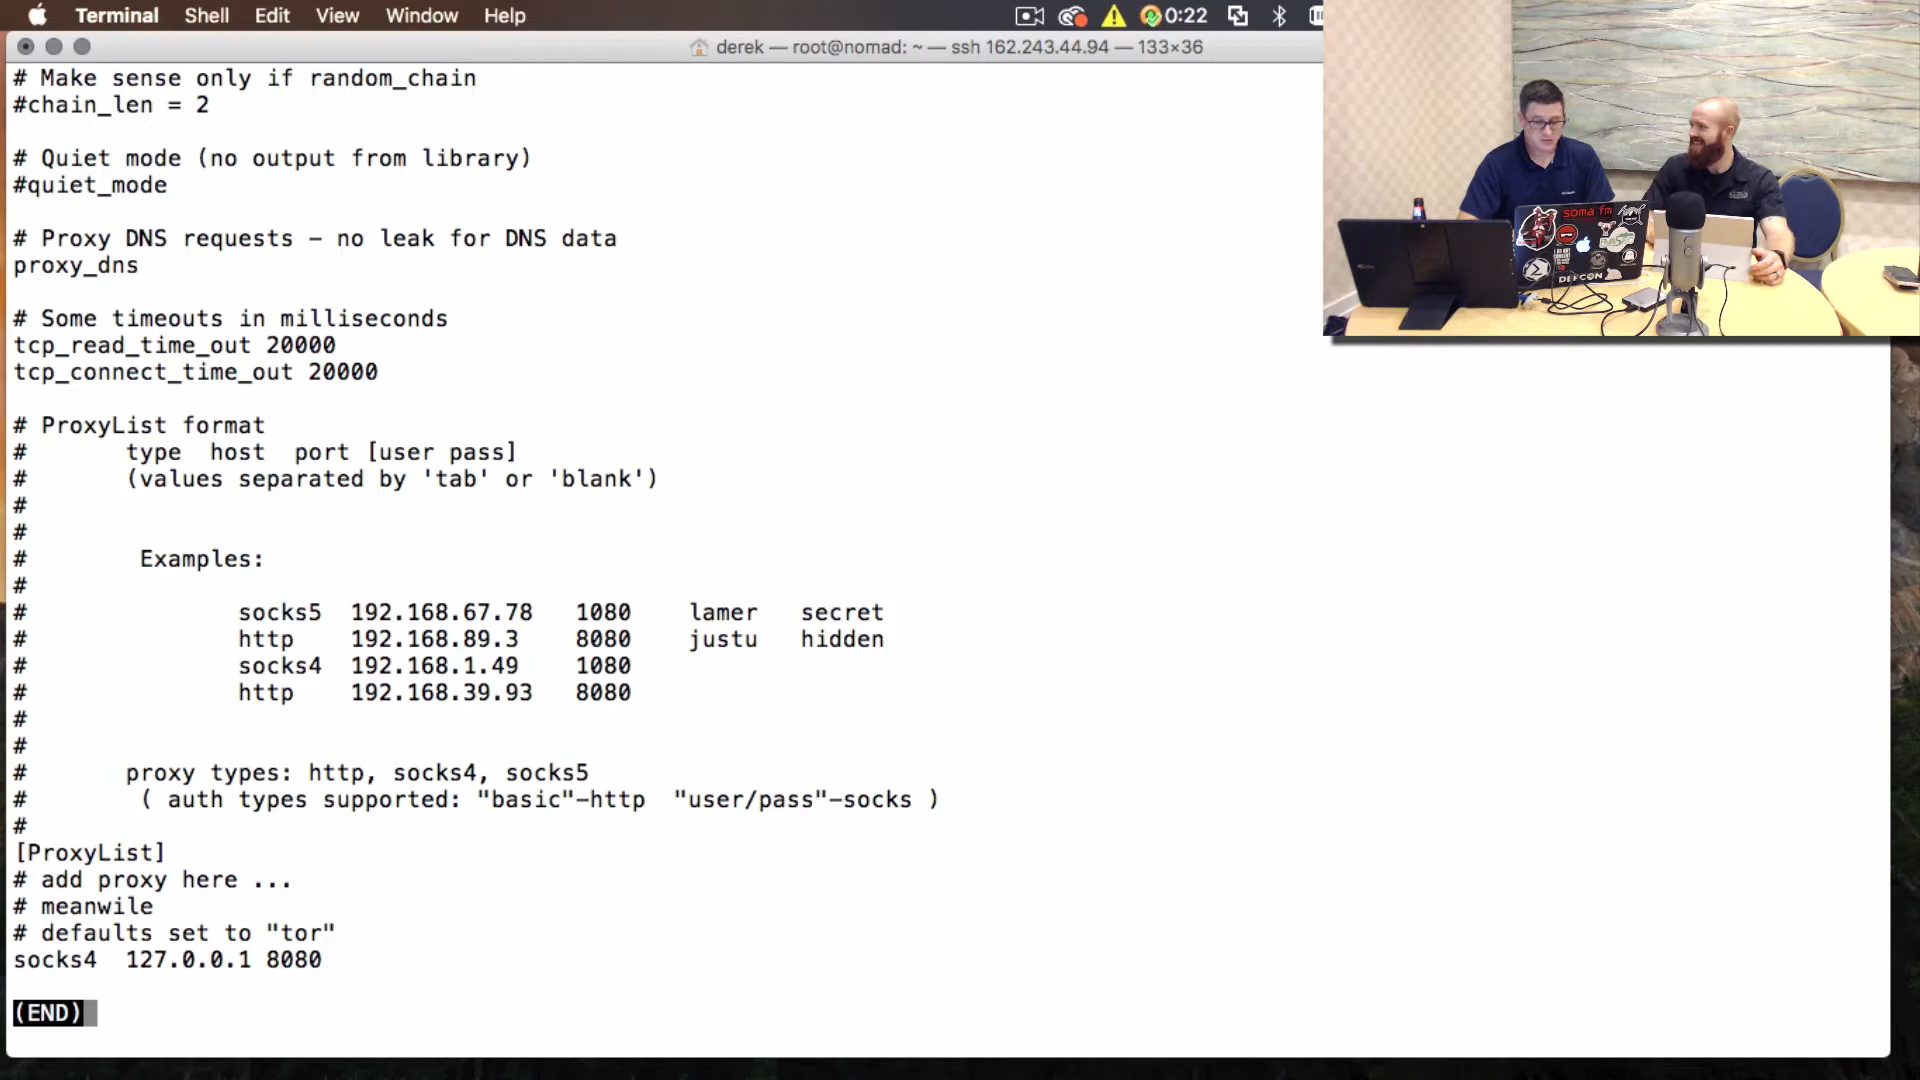 Terminal Shell Edit View Window Help 0:22
derek — root@nomad: ~ — ssh 162.243.44.94 — 133×36
# Make sense only if random_chain
#chain_len = 2
# Quiet mode (no output from library)
#quiet_mode
# Proxy DNS requests - no leak for DNS data
proxy_dns
# Some timeouts in milliseconds
tcp_read_time_out 20000
tcp_connect_time_out 20000
# ProxyList format
#       type  host  port [user pass]
#       (values separated by 'tab' or 'blank')
#
#
#        Examples:
#
#               socks5  192.168.67.78   1080    lamer   secret
#               http    192.168.89.3    8080    justu   hidden
#               socks4  192.168.1.49    1080
#               http    192.168.39.93   8080
#
#
#       proxy types: http, socks4, socks5
#        ( auth types supported: "basic"-http  "user/pass"-socks )
#
[ProxyList]
# add proxy here ...
# meanwile
# defaults set to "tor"
socks4  127.0.0.1 8080
(END)
soma fm
DEFCON